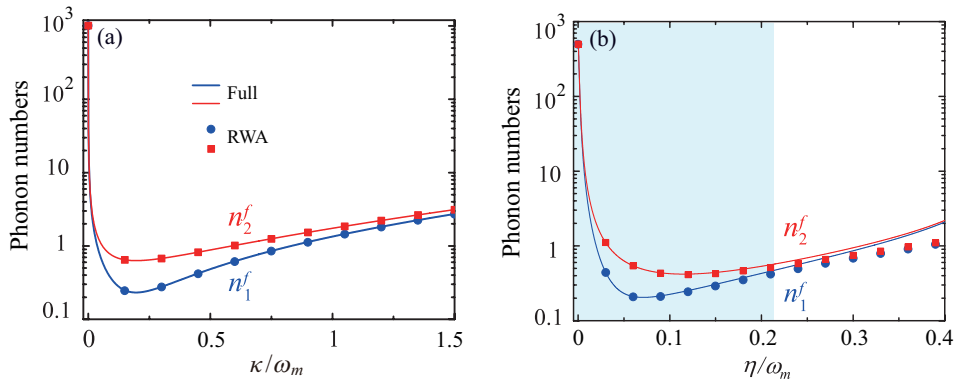 (a)
Phonon numbers
10³
10²
10
1
0.1
Full
RWA
n₂ᶠ
n₁ᶠ
0
0.5
1.0
1.5
κ/ωₘ
(b)
Phonon numbers
10³
10²
10
1
0.1
n₂ᶠ
n₁ᶠ
0
0.1
0.2
0.3
0.4
η/ωₘ